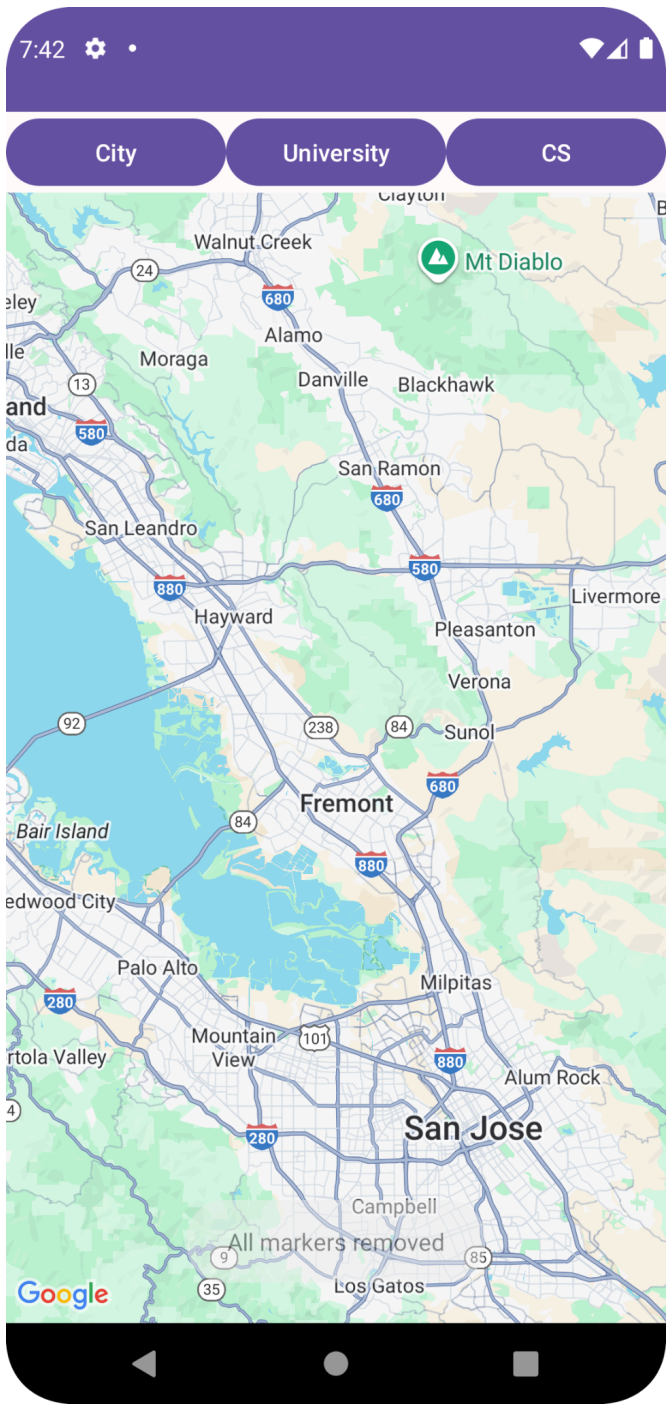 7:42
City University CS
Clayton
B
Walnut Creek
Mt Diablo
24
680
eley
Alamo
lle
Moraga
Danville
13
Blackhawk
and
580
da
San Ramon
680
San Leandro
580
880
Livermore
Hayward
Pleasanton
Verona
92
238
84
Sunol
680
Fremont
84
Bair Island
880
edwood City
Palo Alto
Milpitas
280
Mountain
View
101
rtola Valley
880
Alum Rock
4
San Jose
280
Campbell
All markers removed
9
85
35
Los Gatos
Google